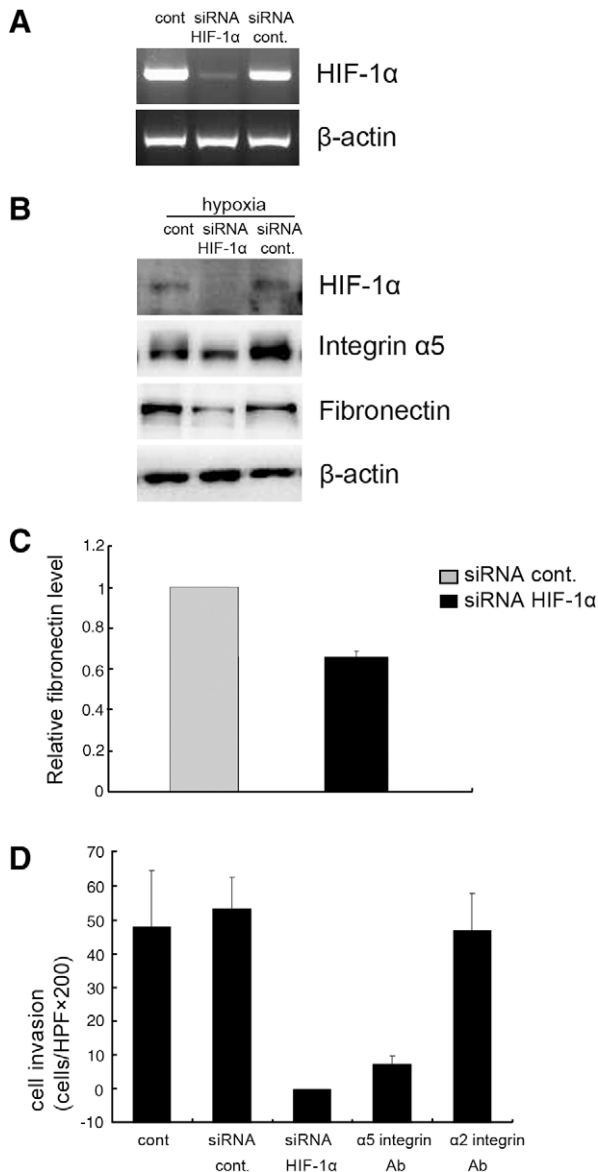 A
cont siRNA siRNA
HIF-1α cont.
HIF-1α
β-actin
B
hypoxia
cont siRNA siRNA
HIF-1α cont.
HIF-1α
Integrin α5
Fibronectin
β-actin
C
Relative fibronectin level
1.2
1
0.8
0.6
0.4
0.2
0
siRNA cont.
siRNA HIF-1α
D
cell invasion
(cells/HPF×200)
70
60
50
40
30
20
10
0
-10
cont siRNA siRNA α5 integrin α2 integrin
cont. HIF-1α Ab Ab